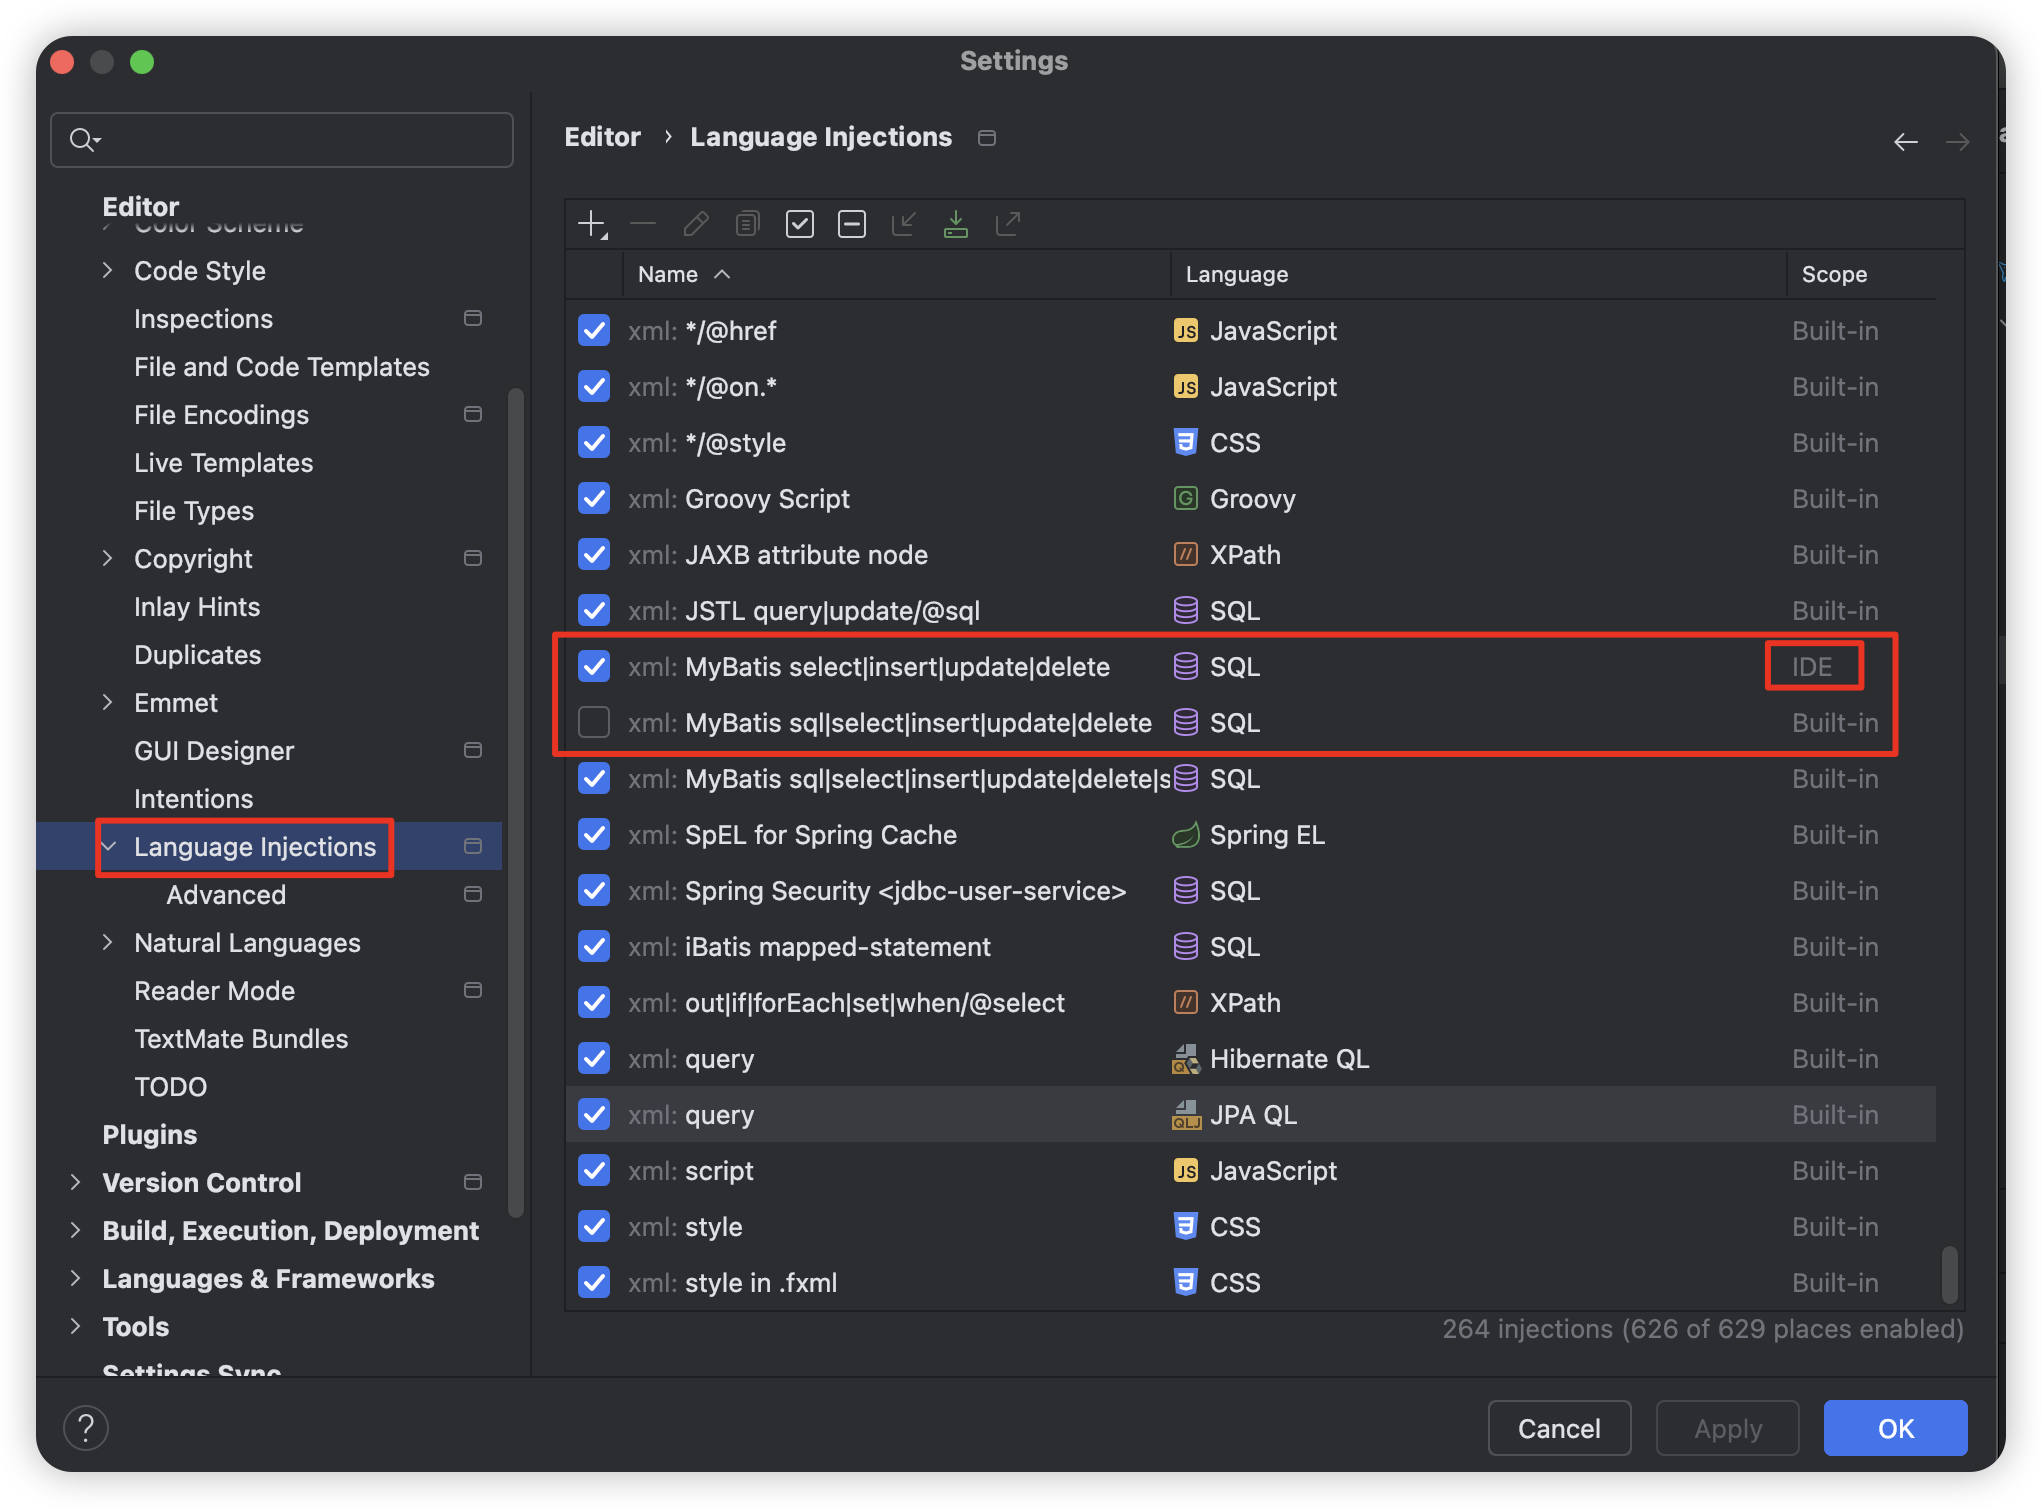 Settings
Editor
Color Scheme
Code Style
Inspections
File and Code Templates
File Encodings
Live Templates
File Types
Copyright
Inlay Hints
Duplicates
Emmet
GUI Designer
Intentions
Language Injections
Advanced
Natural Languages
Reader Mode
TextMate Bundles
TODO
Plugins
Version Control
Build, Execution, Deployment
Languages & Frameworks
Tools
Settings Sync
Editor › Language Injections
Name Language Scope
xml: */@href JavaScript Built-in
xml: */@on.* JavaScript Built-in
xml: */@style CSS Built-in
xml: Groovy Script Groovy Built-in
xml: JAXB attribute node XPath Built-in
xml: JSTL query|update/@sql SQL Built-in
xml: MyBatis select|insert|update|delete SQL IDE
xml: MyBatis sql|select|insert|update|delete SQL Built-in
xml: MyBatis sql|select|insert|update|delete|s SQL Built-in
xml: SpEL for Spring Cache Spring EL Built-in
xml: Spring Security <jdbc-user-service> SQL Built-in
xml: iBatis mapped-statement SQL Built-in
xml: out|if|forEach|set|when/@select XPath Built-in
xml: query Hibernate QL Built-in
xml: query JPA QL Built-in
xml: script JavaScript Built-in
xml: style CSS Built-in
xml: style in .fxml CSS Built-in
264 injections (626 of 629 places enabled)
? Cancel Apply OK